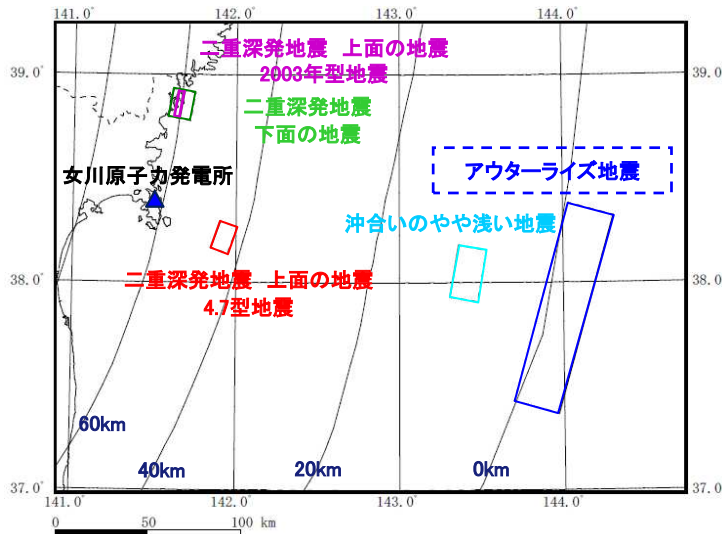 141.0° 142.0° 143.0° 144.0°
二重深発地震 上面の地震
2003年型地震
39.0° 39.0°
二重深発地震
下面の地震
女川原子力発電所
アウターライズ地震
沖合いのやや浅い地震
38.0° 38.0°
二重深発地震 上面の地震
4.7型地震
60km
40km 20km 0km
37.0° 37.0°
141.0° 142.0° 143.0° 144.0°
0 50 100 km